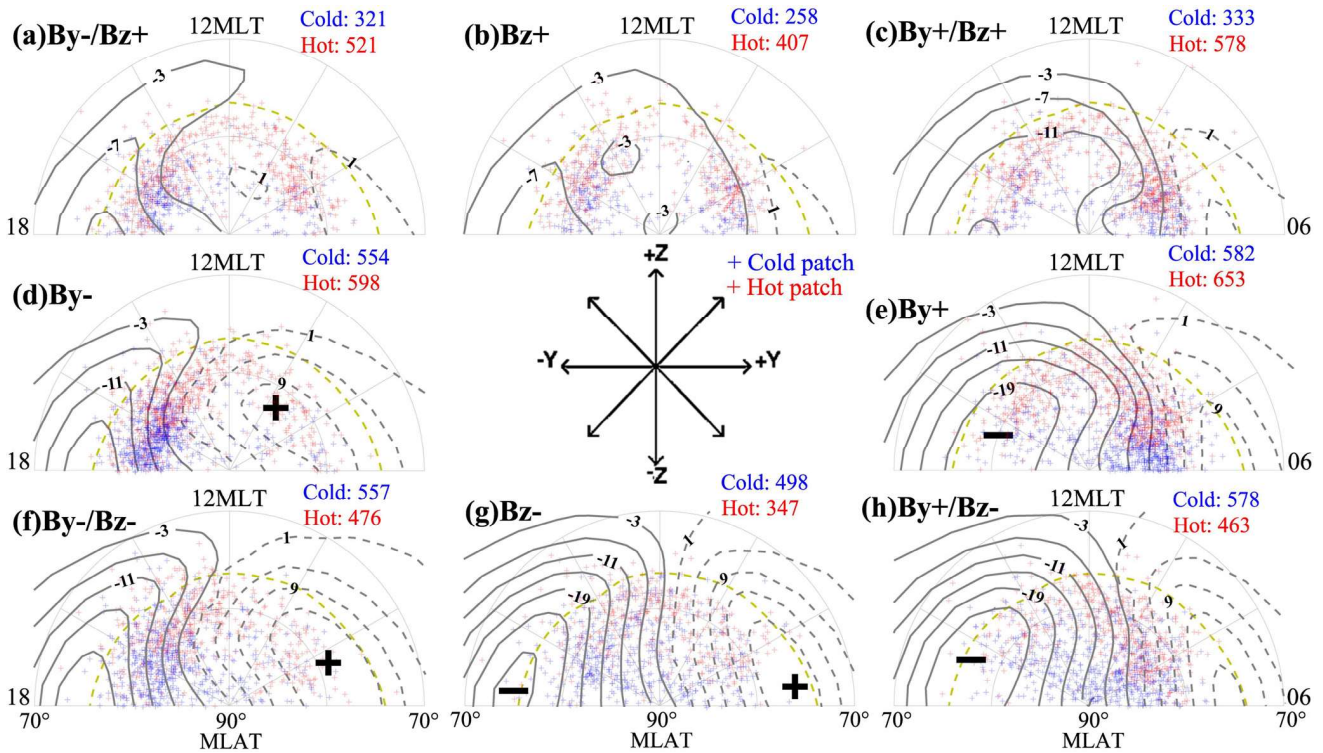 (a)By-/Bz+
12MLT
Cold: 321
Hot: 521
-3
-7
1
1
18
(b)Bz+
12MLT
Cold: 258
Hot: 407
-3
-3
-7
-3
1
(c)By+/Bz+
12MLT
Cold: 333
Hot: 578
-3
-7
-11
1
06
(d)By-
12MLT
Cold: 554
Hot: 598
-3
1
-11
9
+
18
+Z
-Y
+Y
-Z
+ Cold patch
+ Hot patch
(e)By+
12MLT
Cold: 582
Hot: 653
-3
1
-11
-19
9
−
06
(f)By-/Bz-
12MLT
Cold: 557
Hot: 476
-3
1
-11
9
+
18
70°
90°
70°
MLAT
(g)Bz-
Cold: 498
Hot: 347
-3
1
-11
9
-19
−
+
70°
90°
70°
(h)By+/Bz-
12MLT
Cold: 578
Hot: 463
-3
1
-11
-19
9
−
06
70°
90°
70°
MLAT